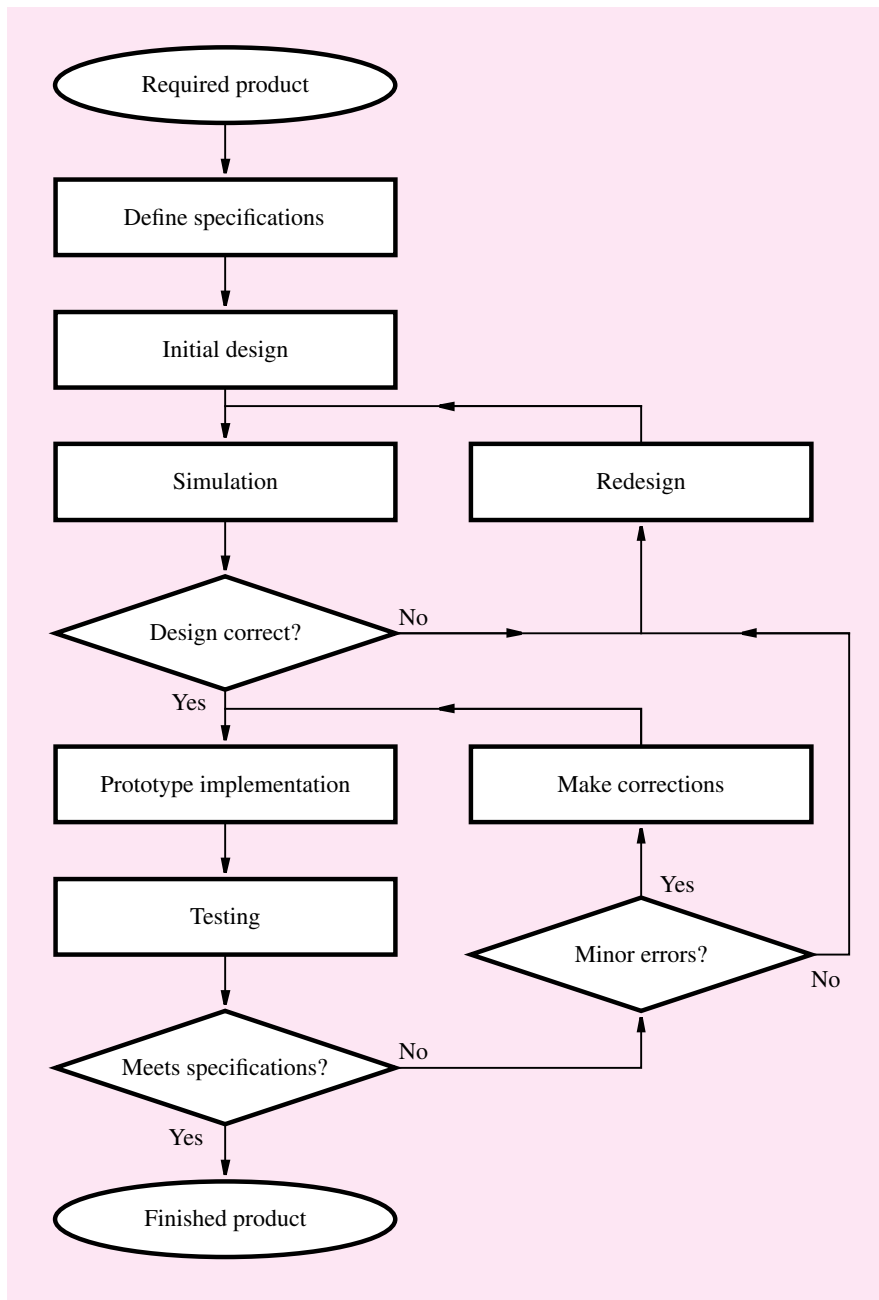 Required product
Define specifications
Initial design
Simulation
Redesign
Design correct?
No
Yes
Prototype implementation
Make corrections
Yes
Testing
Minor errors?
No
Meets specifications?
No
Yes
Finished product